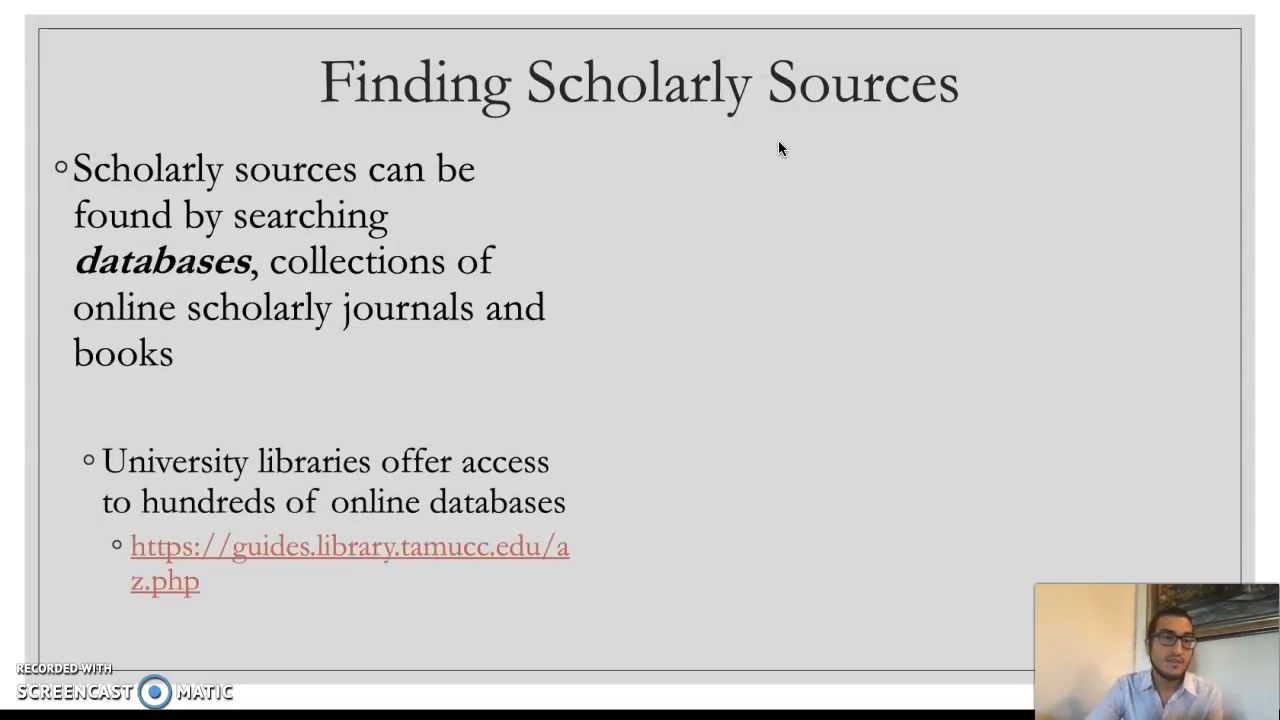 Finding Scholarly Sources
Scholarly sources can be
found by searching
databases, collections of
online scholarly journals and
books
University libraries offer access
to hundreds of online databases
https://guides.library.tamucc.edu/a
z.php
RECORDED WITH
SCREENCAST MATIC